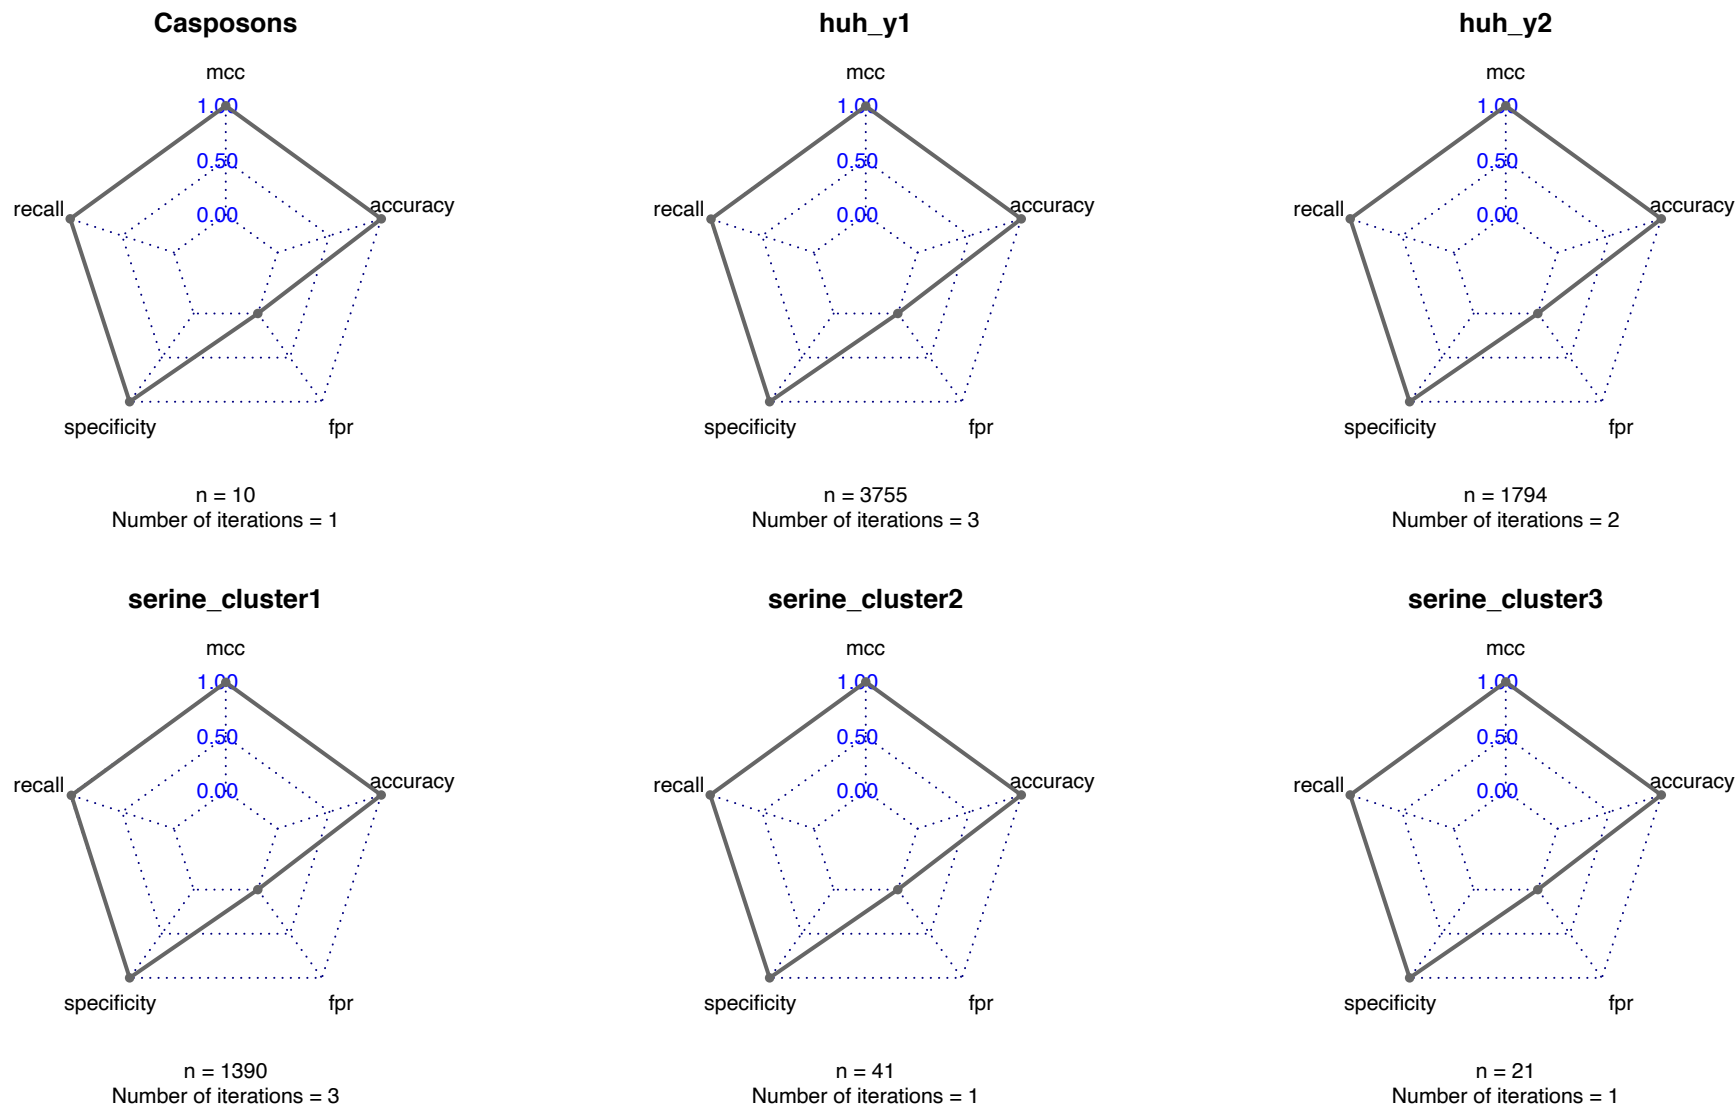 Casposons
mcc
1.00
0.50
0.00
recall
accuracy
specificity
fpr
n = 10
Number of iterations = 1
huh_y1
mcc
1.00
0.50
0.00
recall
accuracy
specificity
fpr
n = 3755
Number of iterations = 3
huh_y2
mcc
1.00
0.50
0.00
recall
accuracy
specificity
fpr
n = 1794
Number of iterations = 2
serine_cluster1
mcc
1.00
0.50
0.00
recall
accuracy
specificity
fpr
n = 1390
Number of iterations = 3
serine_cluster2
mcc
1.00
0.50
0.00
recall
accuracy
specificity
fpr
n = 41
Number of iterations = 1
serine_cluster3
mcc
1.00
0.50
0.00
recall
accuracy
specificity
fpr
n = 21
Number of iterations = 1